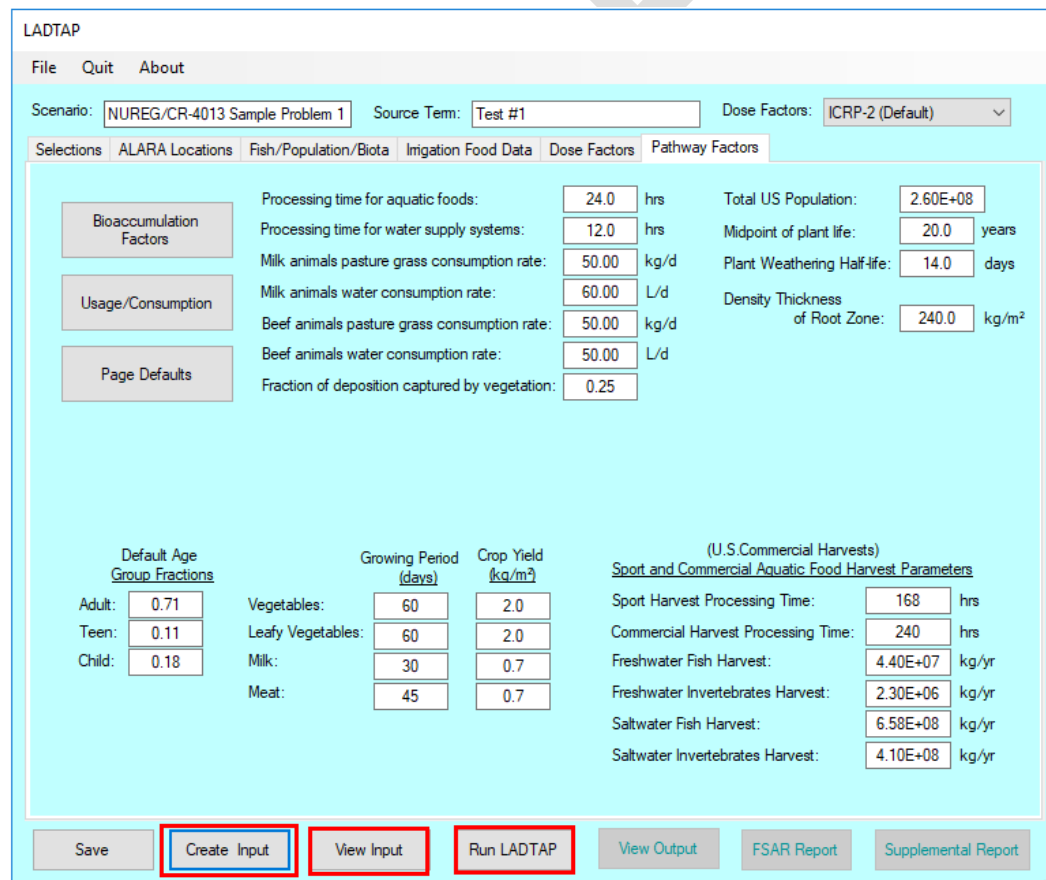 LADTAP
File Quit About
Scenario: NUREG/CR-4013 Sample Problem 1 Source Term: Test #1 Dose Factors: ICRP-2 (Default)
Selections ALARA Locations Fish/Population/Biota Irrigation Food Data Dose Factors Pathway Factors
Bioaccumulation
Factors
Usage/Consumption
Page Defaults
Processing time for aquatic foods: 24.0 hrs
Processing time for water supply systems: 12.0 hrs
Milk animals pasture grass consumption rate: 50.00 kg/d
Milk animals water consumption rate: 60.00 L/d
Beef animals pasture grass consumption rate: 50.00 kg/d
Beef animals water consumption rate: 50.00 L/d
Fraction of deposition captured by vegetation: 0.25
Total US Population: 2.60E+08
Midpoint of plant life: 20.0 years
Plant Weathering Half-life: 14.0 days
Density Thickness
of Root Zone: 240.0 kg/m²
Default Age
Group Fractions
Adult: 0.71
Teen: 0.11
Child: 0.18
Growing Period Crop Yield
(days) (kg/m²)
Vegetables: 60 2.0
Leafy Vegetables: 60 2.0
Milk: 30 0.7
Meat: 45 0.7
(U.S.Commercial Harvests)
Sport and Commercial Aquatic Food Harvest Parameters
Sport Harvest Processing Time: 168 hrs
Commercial Harvest Processing Time: 240 hrs
Freshwater Fish Harvest: 4.40E+07 kg/yr
Freshwater Invertebrates Harvest: 2.30E+06 kg/yr
Saltwater Fish Harvest: 6.58E+08 kg/yr
Saltwater Invertebrates Harvest: 4.10E+08 kg/yr
Save Create Input View Input Run LADTAP View Output FSAR Report Supplemental Report